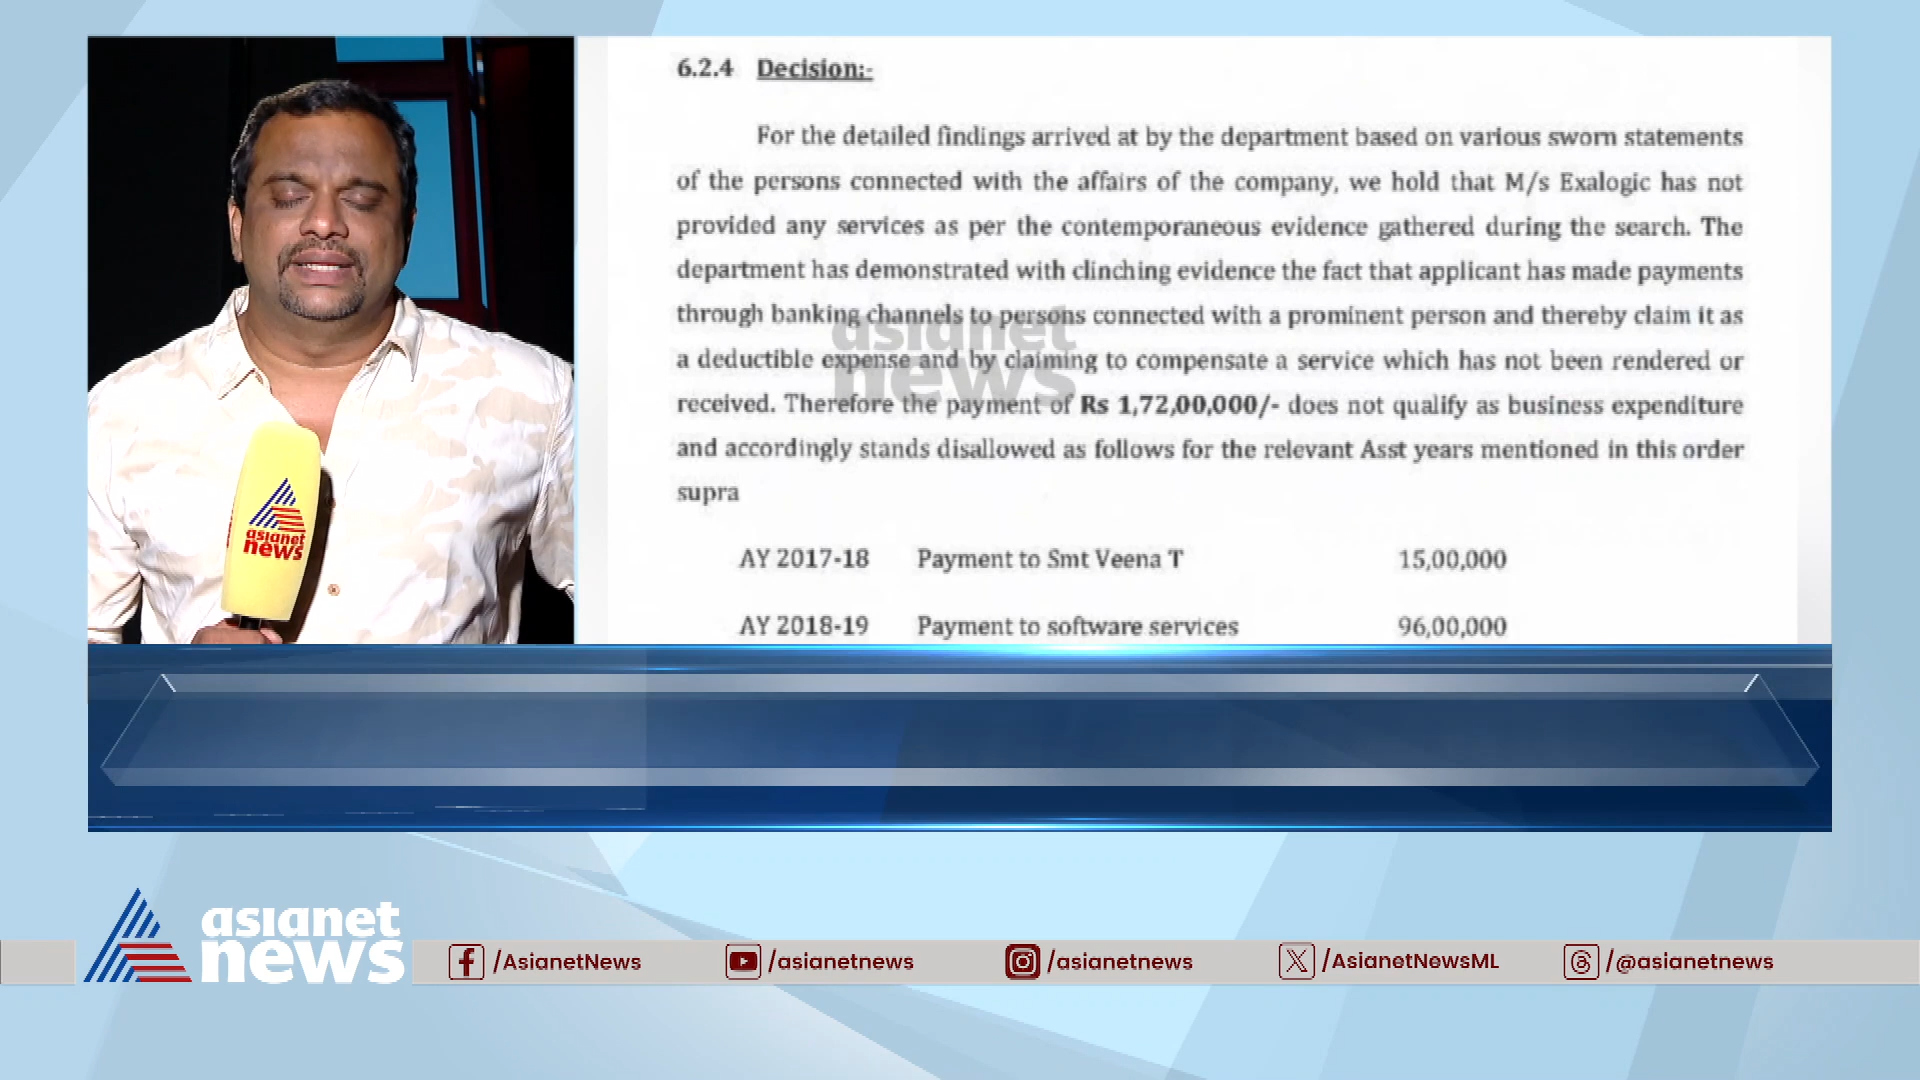 6.2.4 Decision:-
For the detailed findings arrived at by the department based on various sworn statements
of the persons connected with the affairs of the company, we hold that M/s Exalogic has not
provided any services as per the contemporaneous evidence gathered during the search. The
department has demonstrated with clinching evidence the fact that applicant has made payments
through banking channels to persons connected with a prominent person and thereby claim it as
a deductible expense and by claiming to compensate a service which has not been rendered or
received. Therefore the payment of Rs 1,72,00,000/- does not qualify as business expenditure
and accordingly stands disallowed as follows for the relevant Asst years mentioned in this order
supra
AY 2017-18 Payment to Smt Veena T 15,00,000
AY 2018-19 Payment to software services 96,00,000
asianet
news
asianet
news
asianet
news
/AsianetNews /asianetnews /asianetnews /AsianetNewsML /@asianetnews